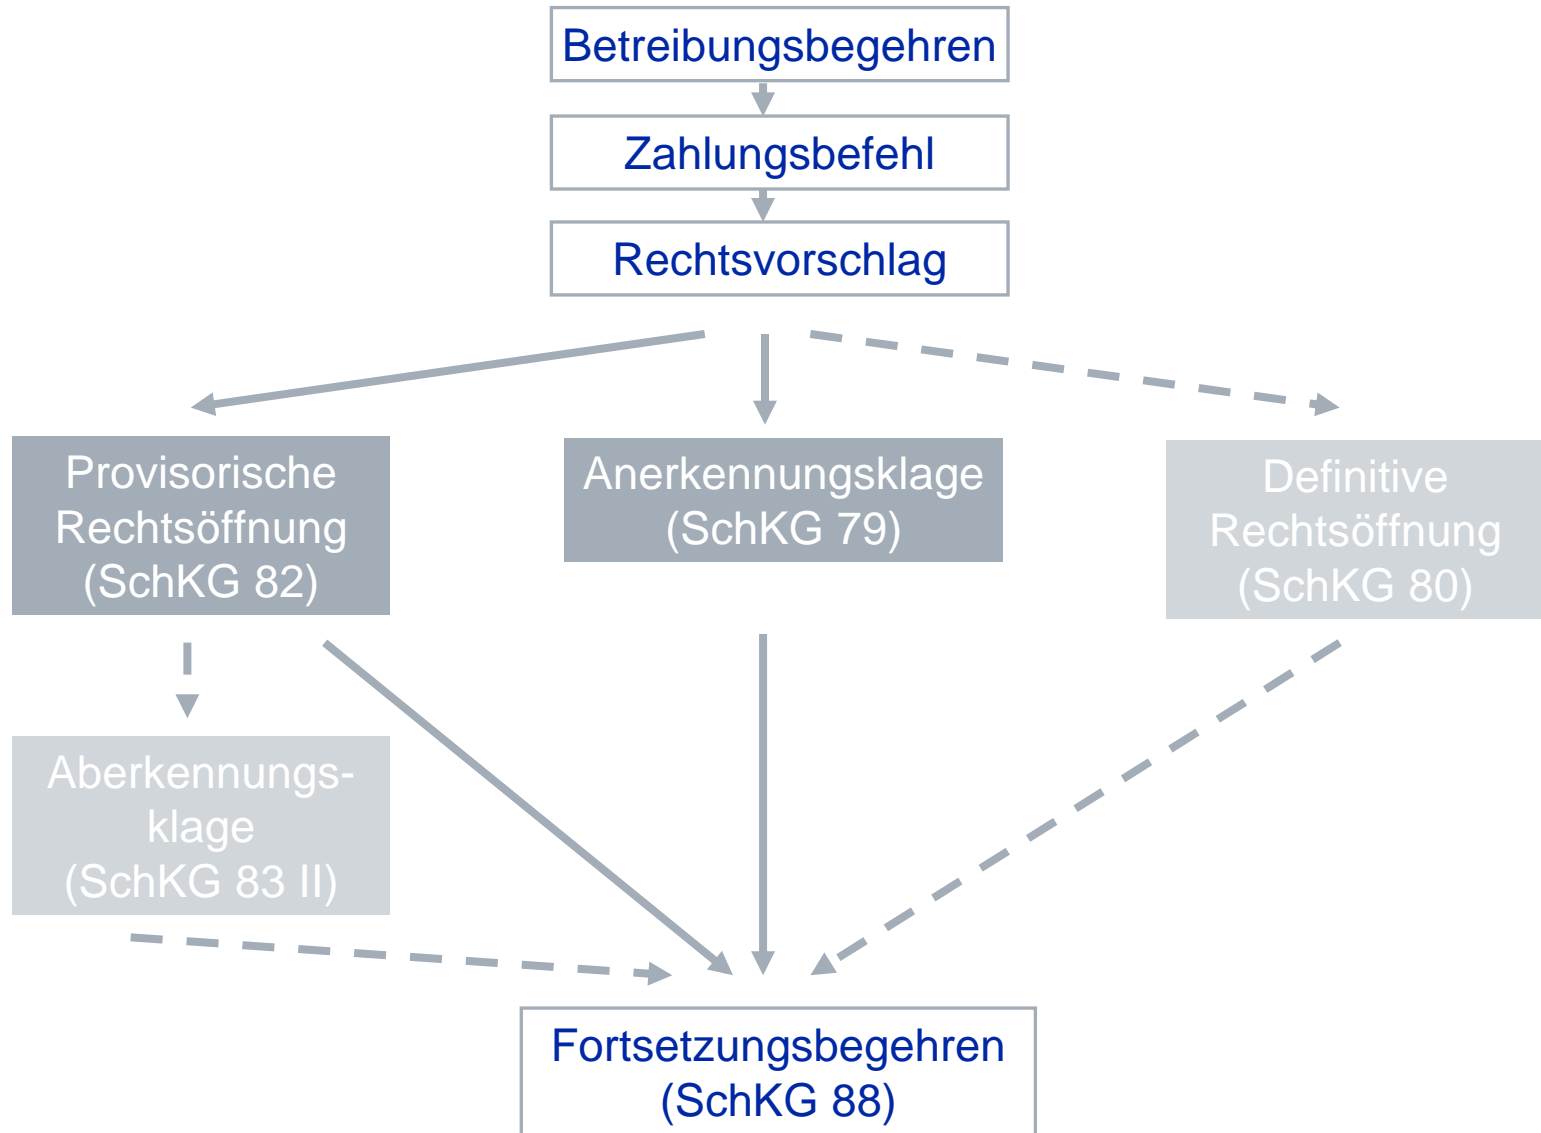 Betreibungsbegehren
Zahlungsbefehl
Rechtsvorschlag
Provisorische
Rechtsöffnung
(SchKG 82)
Anerkennungsklage
(SchKG 79)
Definitive
Rechtsöffnung
(SchKG 80)
Aberkennungs-
klage
(SchKG 83 II)
Fortsetzungsbegehren
(SchKG 88)